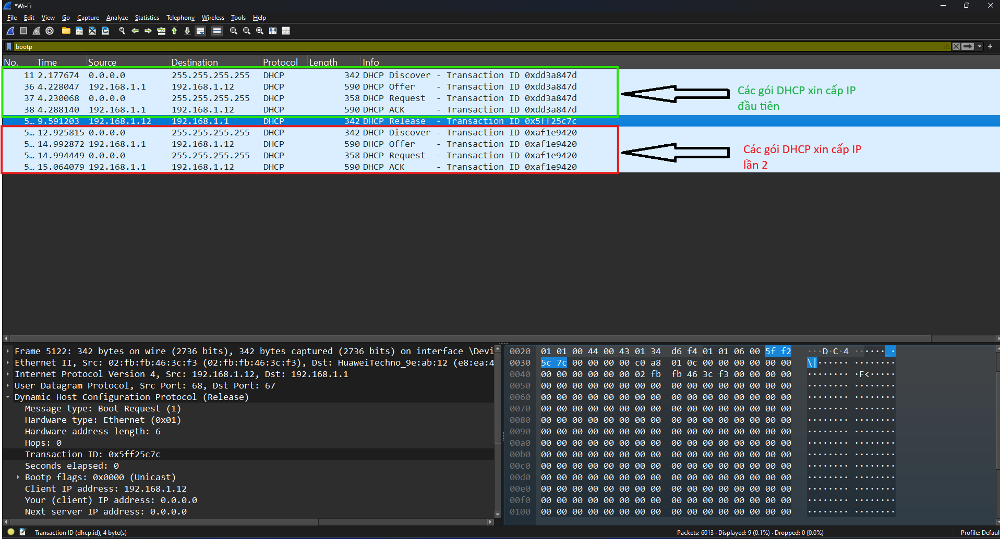 *Wi-Fi
File Edit View Go Capture Analyze Statistics Telephony Wireless Tools Help
bootp
No. Time Source Destination Protocol Length Info
11 2.177674 0.0.0.0 255.255.255.255 DHCP 342 DHCP Discover - Transaction ID 0xdd3a847d
36 4.228047 192.168.1.1 192.168.1.12 DHCP 590 DHCP Offer - Transaction ID 0xdd3a847d
37 4.230068 0.0.0.0 255.255.255.255 DHCP 358 DHCP Request - Transaction ID 0xdd3a847d
38 4.288140 192.168.1.1 192.168.1.12 DHCP 590 DHCP ACK - Transaction ID 0xdd3a847d
5… 9.591203 192.168.1.12 192.168.1.1 DHCP 342 DHCP Release - Transaction ID 0x5ff25c7c
5… 12.925815 0.0.0.0 255.255.255.255 DHCP 342 DHCP Discover - Transaction ID 0xaf1e9420
5… 14.992872 192.168.1.1 192.168.1.12 DHCP 590 DHCP Offer - Transaction ID 0xaf1e9420
5… 14.994449 0.0.0.0 255.255.255.255 DHCP 358 DHCP Request - Transaction ID 0xaf1e9420
5… 15.064079 192.168.1.1 192.168.1.12 DHCP 590 DHCP ACK - Transaction ID 0xaf1e9420
Các gói DHCP xin cấp IP
đầu tiên
Các gói DHCP xin cấp IP
lần 2
Frame 5122: 342 bytes on wire (2736 bits), 342 bytes captured (2736 bits) on interface \Devi
Ethernet II, Src: 02:fb:fb:46:3c:f3 (02:fb:fb:46:3c:f3), Dst: HuaweiTechno_9e:ab:12 (e8:ea:4
Internet Protocol Version 4, Src: 192.168.1.12, Dst: 192.168.1.1
User Datagram Protocol, Src Port: 68, Dst Port: 67
Dynamic Host Configuration Protocol (Release)
Message type: Boot Request (1)
Hardware type: Ethernet (0x01)
Hardware address length: 6
Hops: 0
Transaction ID: 0x5ff25c7c
Seconds elapsed: 0
Bootp flags: 0x0000 (Unicast)
Client IP address: 192.168.1.12
Your (client) IP address: 0.0.0.0
Next server IP address: 0.0.0.0
0020 01 01 00 44 00 43 01 34 d6 f4 01 01 06 00 5f f2 ···D·C·4 ······_·
0030 5c 7c 00 00 00 00 c0 a8 01 0c 00 00 00 00 00 00 \|······ ········
0040 00 00 00 00 00 00 02 fb fb 46 3c f3 00 00 00 00 ········ ·F<·····
0050 00 00 00 00 00 00 00 00 00 00 00 00 00 00 00 00 ········ ········
0060 00 00 00 00 00 00 00 00 00 00 00 00 00 00 00 00 ········ ········
0070 00 00 00 00 00 00 00 00 00 00 00 00 00 00 00 00 ········ ········
0080 00 00 00 00 00 00 00 00 00 00 00 00 00 00 00 00 ········ ········
0090 00 00 00 00 00 00 00 00 00 00 00 00 00 00 00 00 ········ ········
00a0 00 00 00 00 00 00 00 00 00 00 00 00 00 00 00 00 ········ ········
00b0 00 00 00 00 00 00 00 00 00 00 00 00 00 00 00 00 ········ ········
00c0 00 00 00 00 00 00 00 00 00 00 00 00 00 00 00 00 ········ ········
00d0 00 00 00 00 00 00 00 00 00 00 00 00 00 00 00 00 ········ ········
00e0 00 00 00 00 00 00 00 00 00 00 00 00 00 00 00 00 ········ ········
00f0 00 00 00 00 00 00 00 00 00 00 00 00 00 00 00 00 ········ ········
0100 00 00 00 00 00 00 00 00 00 00 00 00 00 00 00 00 ········ ········
Transaction ID (dhcp.id), 4 byte(s)
Packets: 6013 · Displayed: 9 (0.1%) · Dropped: 0 (0.0%)
Profile: Defau